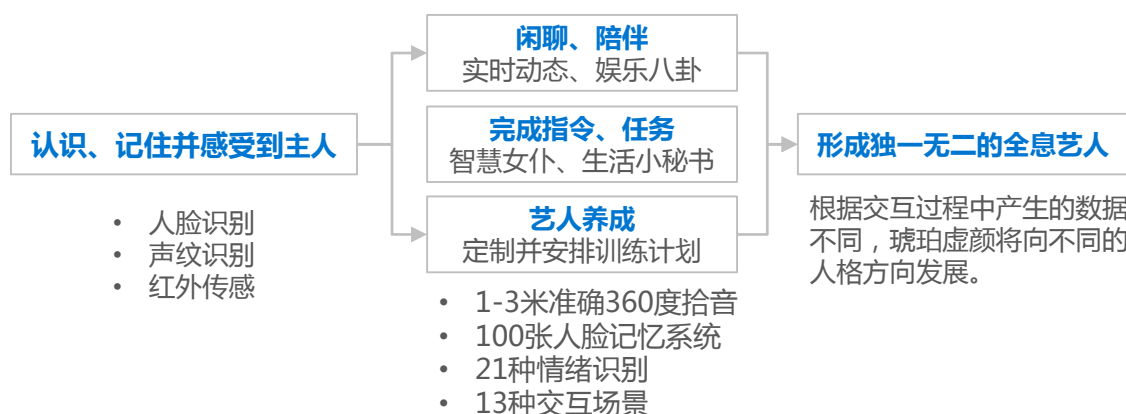 认识、记住并感受到主人
• 人脸识别
• 声纹识别
• 红外传感
闲聊、陪伴
实时动态、娱乐八卦
完成指令、任务
智慧女仆、生活小秘书
艺人养成
定制并安排训练计划
• 1-3米准确360度拾音
• 100张人脸记忆系统
• 21种情绪识别
• 13种交互场景
形成独一无二的全息艺人
根据交互过程中产生的数据
不同，琥珀虚颜将向不同的
人格方向发展。